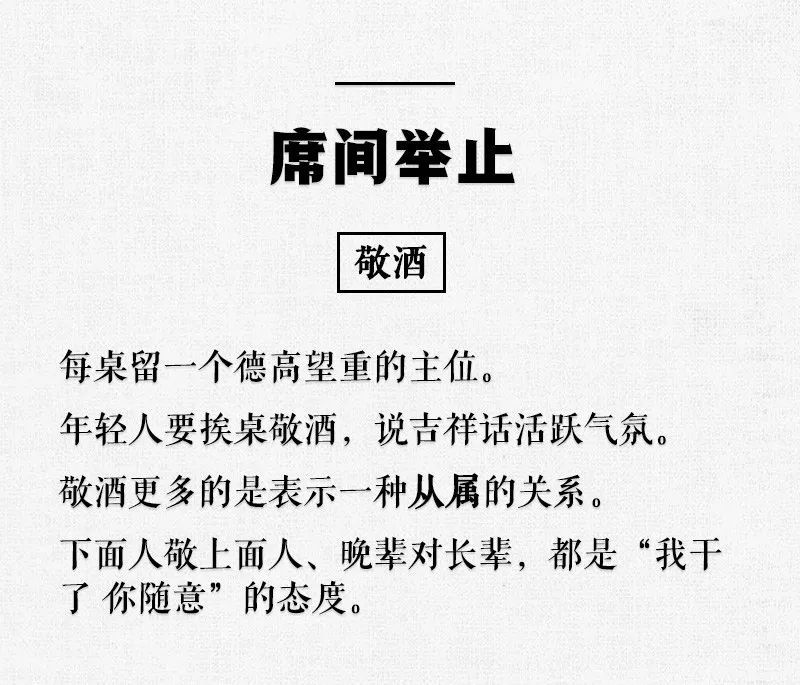 席间举止
敬酒
每桌留一个德高望重的主位。
年轻人要挨桌敬酒，说吉祥话活跃气氛。
敬酒更多的是表示一种从属的关系。
下面人敬上面人、晚辈对长辈，都是“我干
了 你随意”的态度。